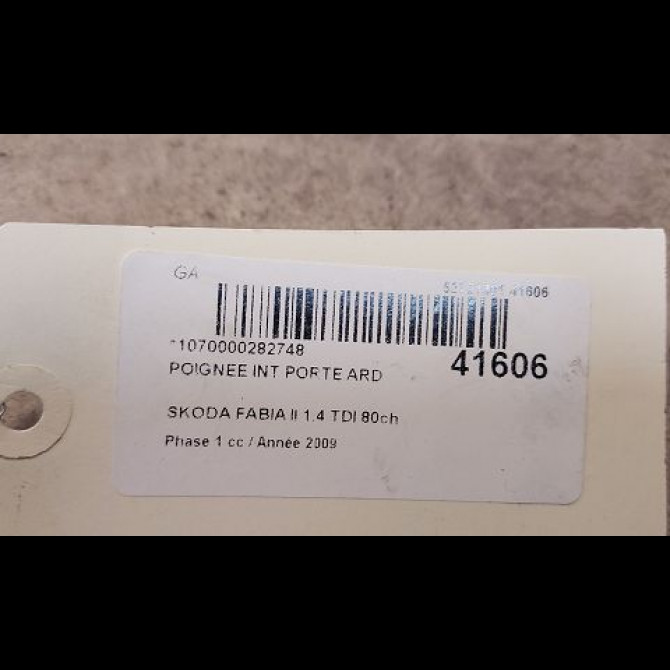 GA
41606
*1070000282748
41606
POIGNEE INT PORTE ARD
SKODA FABIA II 1.4 TDI 80ch
Phase 1 cc / Année 2009